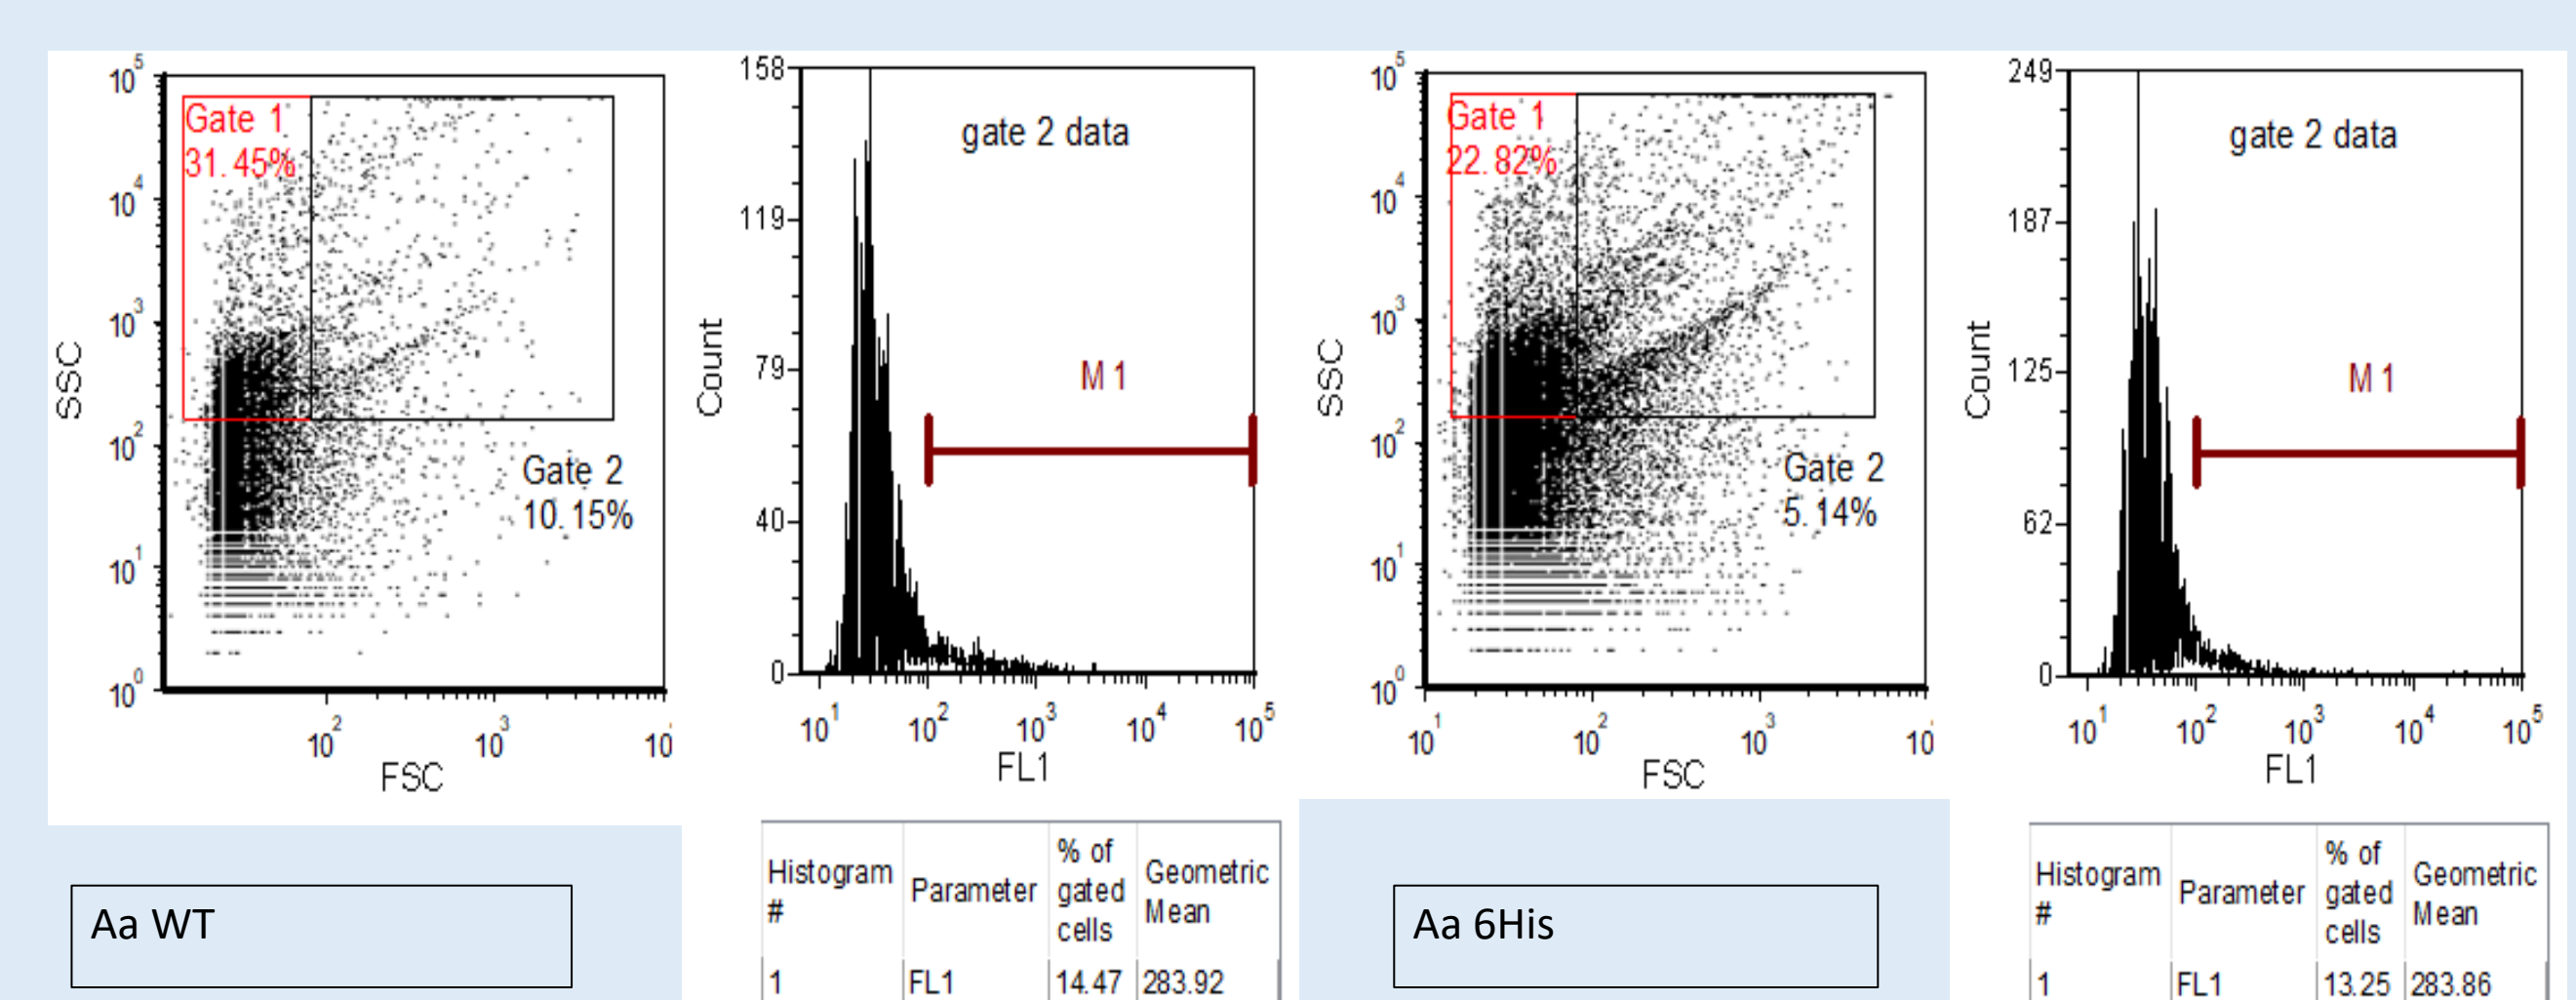 10^5
10^4
10^3
10^2
10^1
10^0
SSC
Gate 1
31.45%
Gate 2
10.15%
10^2
10^3
10
FSC
158
119
79
40
0
Count
gate 2 data
M1
10^1
10^2
10^3
10^4
10^5
FL1
10^5
10^4
10^3
10^2
10^1
10^0
SSC
Gate 1
22.82%
Gate 2
5.14%
10^1
10^2
10^3
10
FSC
249
187
125
62
0
Count
gate 2 data
M1
10^1
10^2
10^3
10^4
10^5
FL1
Aa WT
Histogram # Parameter % of gated cells Geometric Mean
1 FL1 14.47 283.92
Aa 6His
Histogram # Parameter % of gated cells Geometric Mean
1 FL1 13.25 283.86